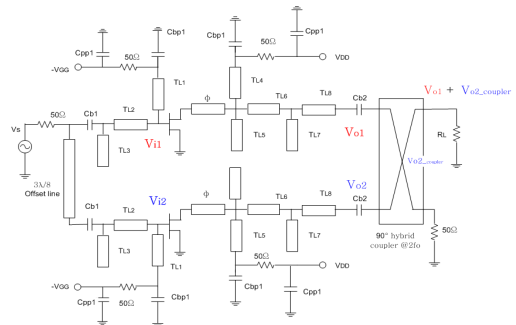 Cpp1
Cbp1
Cbp1
Cpp1
50Ω
50Ω
-VGG
VDD
TL1
TL4
50Ω
Cb1
TL2
ϕ
TL6
TL8
Cb2
Vo1 + Vo2_coupler
Vs
TL3
Vi1
TL5
TL7
Vo1
RL
Vo2_coupler
3λ/8
Offset line
Vi2
ϕ
Vo2
Cb1
TL2
TL6
TL8
Cb2
TL3
TL1
TL5
TL7
50Ω
90° hybrid
coupler @2fo
50Ω
VDD
-VGG
50Ω
Cpp1
Cbp1
Cbp1
Cpp1